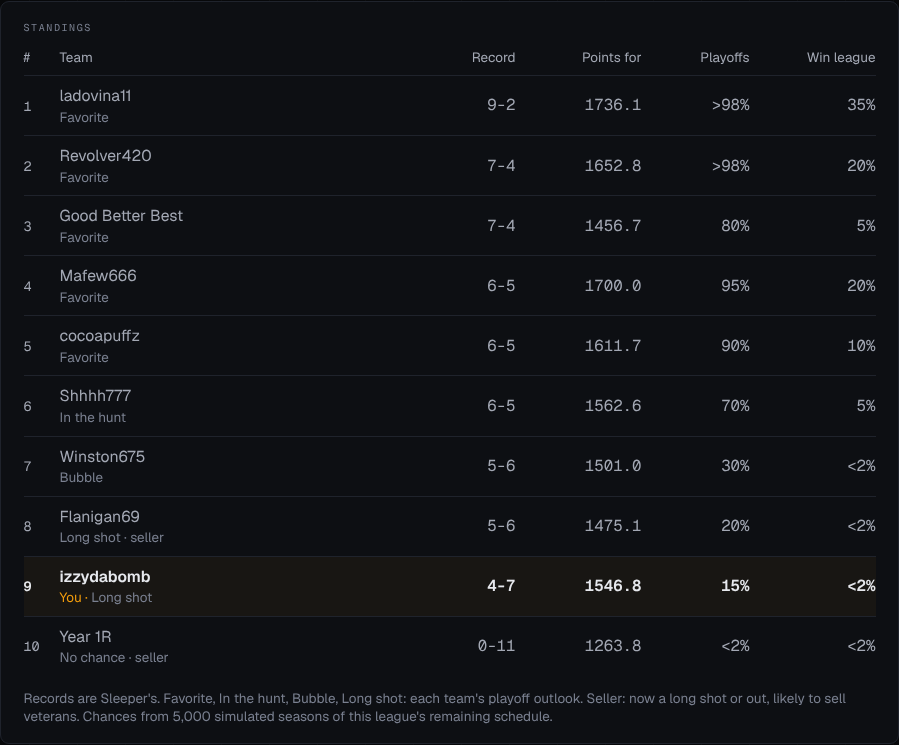 STANDINGS
# Team Record Points for Playoffs Win league
1 ladovina11 9-2 1736.1 >98% 35%
Favorite
2 Revolver420 7-4 1652.8 >98% 20%
Favorite
3 Good Better Best 7-4 1456.7 80% 5%
Favorite
4 Mafew666 6-5 1700.0 95% 20%
Favorite
5 cocoapuffz 6-5 1611.7 90% 10%
Favorite
6 Shhhh777 6-5 1562.6 70% 5%
In the hunt
7 Winston675 5-6 1501.0 30% <2%
Bubble
8 Flanigan69 5-6 1475.1 20% <2%
Long shot · seller
9 izzydabomb 4-7 1546.8 15% <2%
You · Long shot
10 Year 1R 0-11 1263.8 <2% <2%
No chance · seller
Records are Sleeper's. Favorite, In the hunt, Bubble, Long shot: each team's playoff outlook. Seller: now a long shot or out, likely to sell
veterans. Chances from 5,000 simulated seasons of this league's remaining schedule.